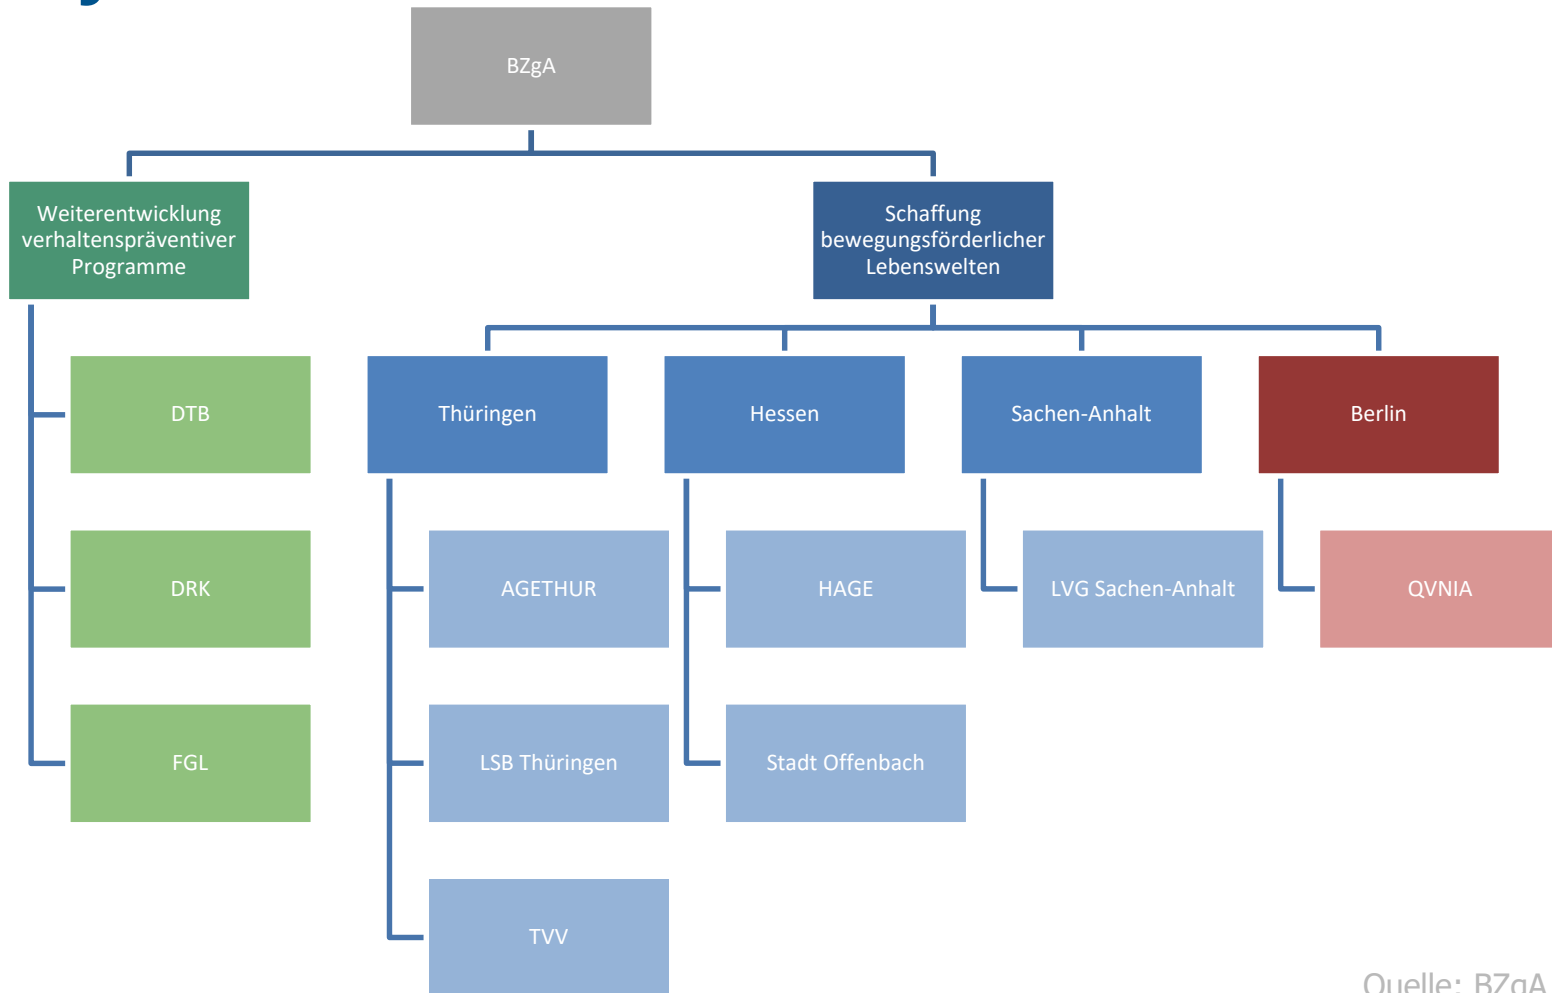 BZgA
Weiterentwicklung
verhaltenspräventiver
Programme
Schaffung
bewegungsförderlicher
Lebenswelten
DTB
Thüringen
Hessen
Sachen-Anhalt
Berlin
DRK
AGETHUR
HAGE
LVG Sachen-Anhalt
QVNIA
FGL
LSB Thüringen
Stadt Offenbach
TVV
Quelle: BZgA